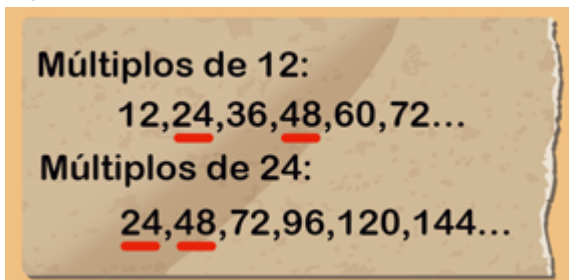 Múltiplos de 12:
12,24,36,48,60,72...
Múltiplos de 24:
24,48,72,96,120,144...